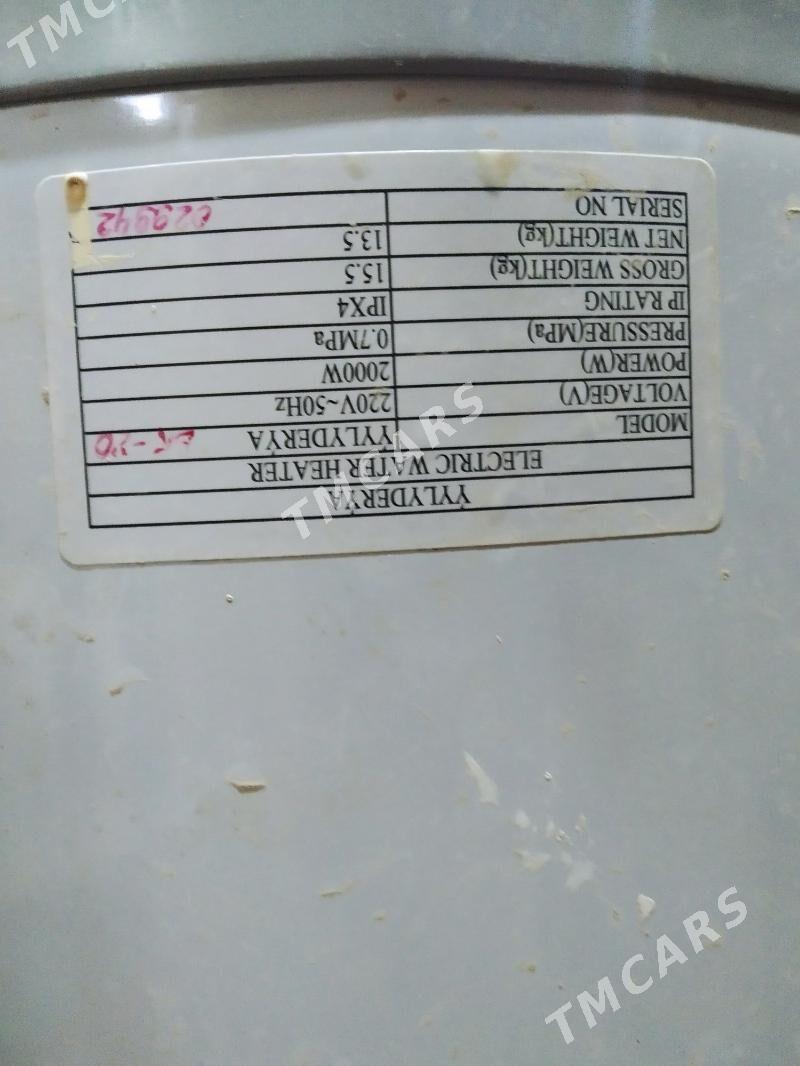 ÝYLYDERÝA
ELECTRIC WATER HEATER
MODEL ÝYLYDERÝA
VOLTAGE(V) 220V~50Hz
POWER(W) 2000W
PRESSURE(MPa) 0.7MPa
IP RATING IPX4
GROSS WEIGHT(kg) 15.5
NET WEIGHT(kg) 13.5
SERIAL NO 029942
TMCARS
TMCARS
TMCARS